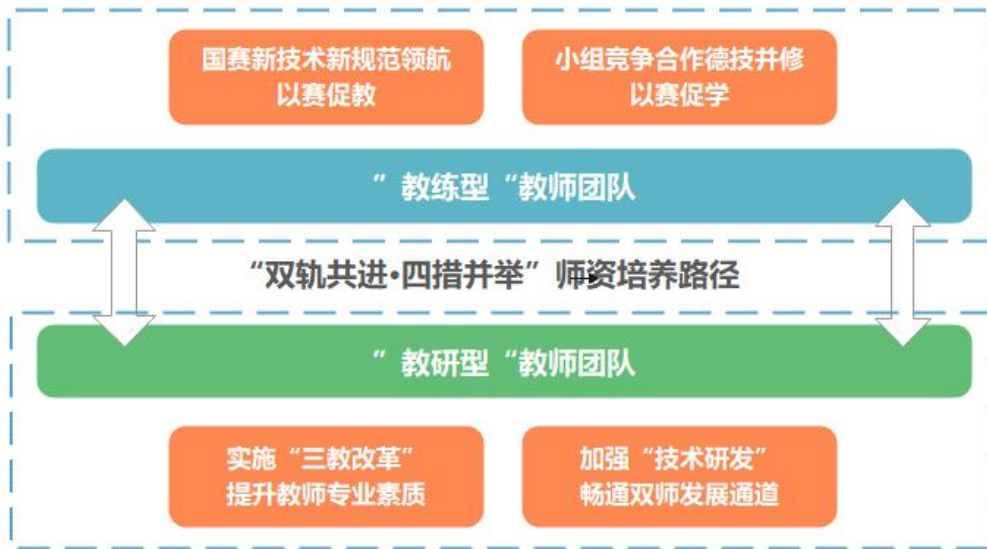 国赛新技术新规范领航
以赛促教
小组竞争合作德技并修
以赛促学
”教练型“教师团队
“双轨共进·四措并举”师资培养路径
”教研型“教师团队
实施“三教改革”
提升教师专业素质
加强“技术研发”
畅通双师发展通道